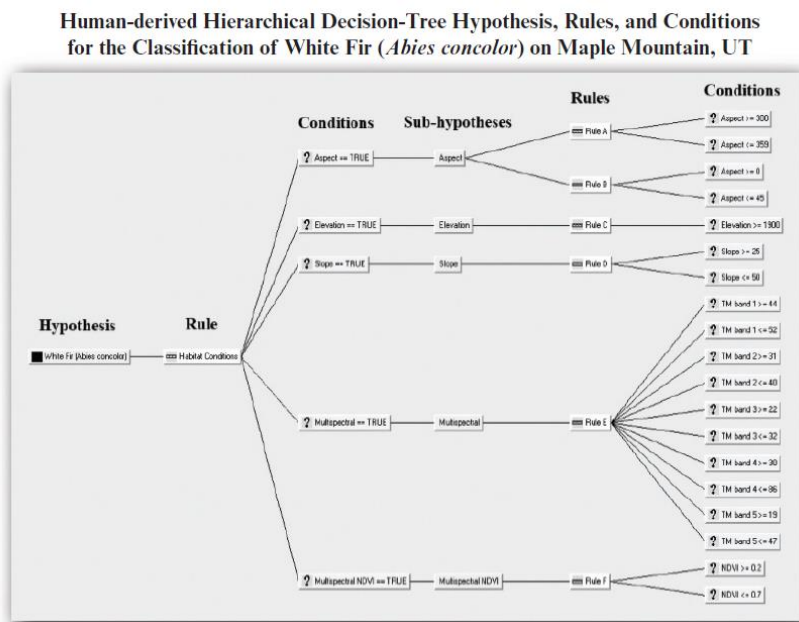 Human-derived Hierarchical Decision-Tree Hypothesis, Rules, and Conditions
for the Classification of White Fir (Abies concolor) on Maple Mountain, UT
Conditions
Rules
Conditions
Sub-hypotheses
? Aspect >= 300
Rule A
? Aspect <= 359
? Aspect == TRUE
Aspect
? Aspect >= 0
Rule B
? Aspect <= 45
? Elevation == TRUE
Elevation
Rule C
? Elevation >= 1900
? Slope >= 25
? Slope == TRUE
Slope
Rule D
? Slope <= 50
? TM band 1 >= 44
Hypothesis
Rule
? TM band 1 <= 52
White Fir (Abies concolor)
Habitat Conditions
? TM band 2 >= 31
? TM band 2 <= 40
? TM band 3 >= 22
? Multispectral == TRUE
Multispectral
Rule E
? TM band 3 <= 32
? TM band 4 >= 30
? TM band 4 <= 86
? TM band 5 >= 19
? TM band 5 <= 47
? NDVI >= 0.2
? Multispectral NDVI == TRUE
Multispectral NDVI
Rule F
? NDVI <= 0.7